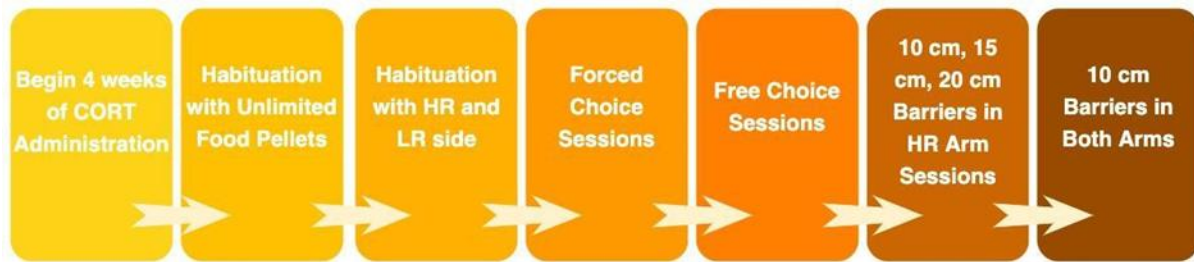 Begin 4 weeks
of CORT
Administration
Habituation
with Unlimited
Food Pellets
Habituation
with HR and
LR side
Forced
Choice
Sessions
Free Choice
Sessions
10 cm, 15
cm, 20 cm
Barriers in
HR Arm
Sessions
10 cm
Barriers in
Both Arms